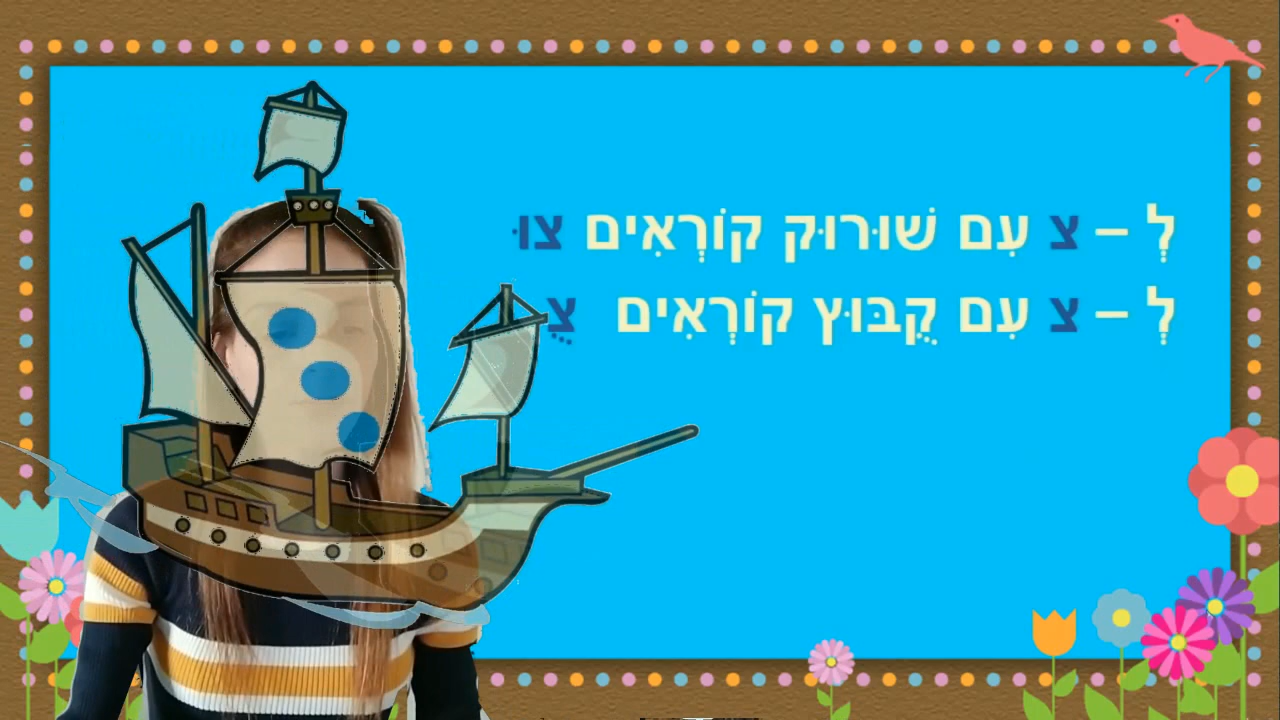 לְ – צ עִם שׁוּרוּק קוֹרְאִים צוּ
לְ – צ עִם קֻבּוּץ קוֹרְאִים צֻ